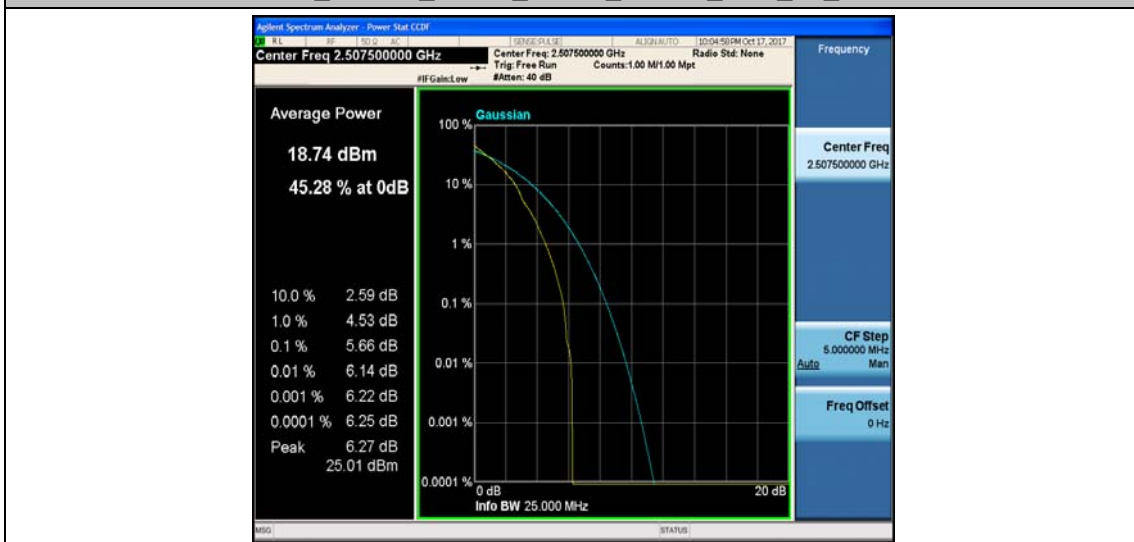 Agilent Spectrum Analyzer - Power Stat CCDF
RL RF 50 Ω AC SENSE:PULSE ALIGN AUTO 10:04:50PM Oct 17, 2017
Center Freq 2.507500000 GHz
Center Freq: 2.507500000 GHz Radio Std: None
Trig: Free Run Counts:1.00 M/1.00 Mpt
#IFGain:Low #Atten: 40 dB
Frequency
Average Power
18.74 dBm
45.28 % at 0dB
10.0 % 2.59 dB
1.0 % 4.53 dB
0.1 % 5.66 dB
0.01 % 6.14 dB
0.001 % 6.22 dB
0.0001 % 6.25 dB
Peak 6.27 dB
25.01 dBm
Gaussian
100 %
10 %
1 %
0.1 %
0.01 %
0.001 %
0.0001 %
0 dB 20 dB
Info BW 25.000 MHz
Center Freq
2.507500000 GHz
CF Step
5.000000 MHz
Auto Man
Freq Offset
0 Hz
MSG STATUS